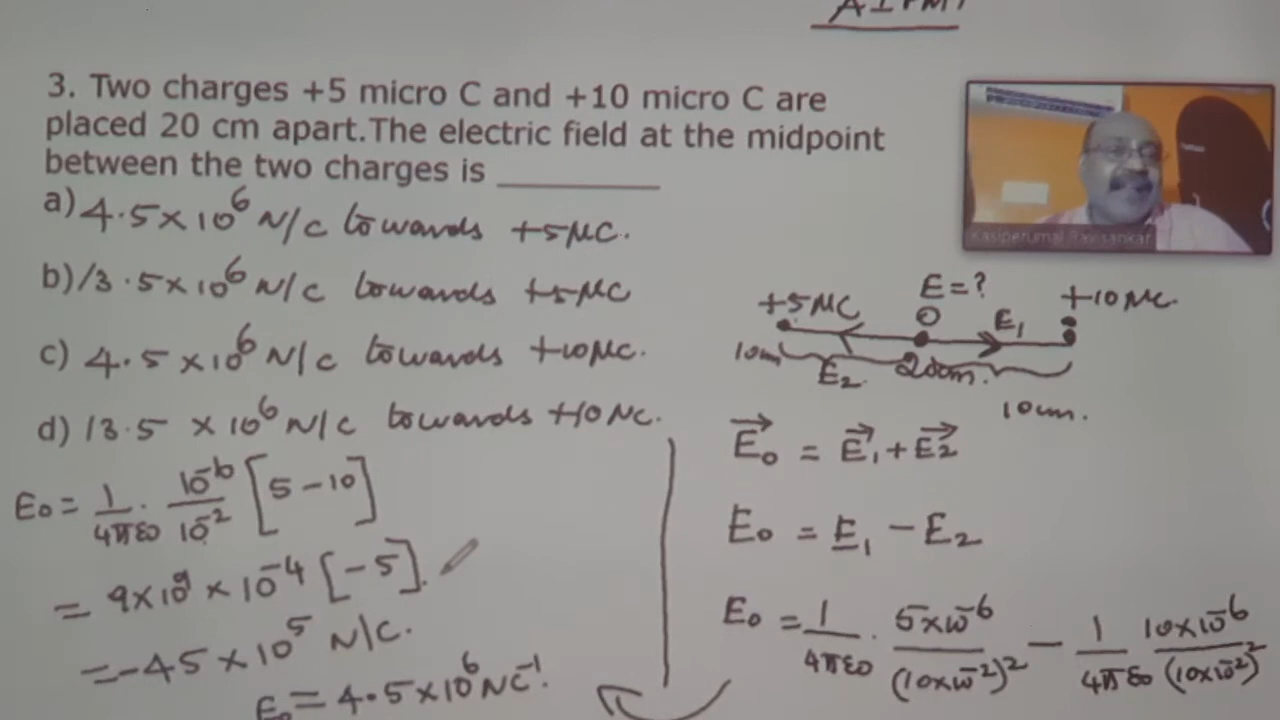 AIPMT
3. Two charges +5 micro C and +10 micro C are
placed 20 cm apart.The electric field at the midpoint
between the two charges is ________
a) 4.5×10⁶ N/C towards +5μC.
b) 13.5×10⁶ N/C towards +5μC
c) 4.5×10⁶ N/C towards +10μC.
d) 13.5 ×10⁶ N/C towards +10μC.
Kasiperumal Ravisankar
E=?
+5μC
O
E₁
+10μC.
10cm
E₂
20cm.
10cm.
E⃗₀ = E⃗₁ + E⃗₂
E₀ = E₁ − E₂
E₀ = 1/4πε₀ · 5×10⁻⁶/(10×10⁻²)² − 1/4πε₀ 10×10⁻⁶/(10×10⁻²)²
E₀ = 1/4πε₀ · 10⁻⁶/10⁻² [5−10]
= 9×10⁹ × 10⁻⁴ [−5].
= −45×10⁵ N/C.
E₀ = 4.5×10⁶ NC⁻¹.